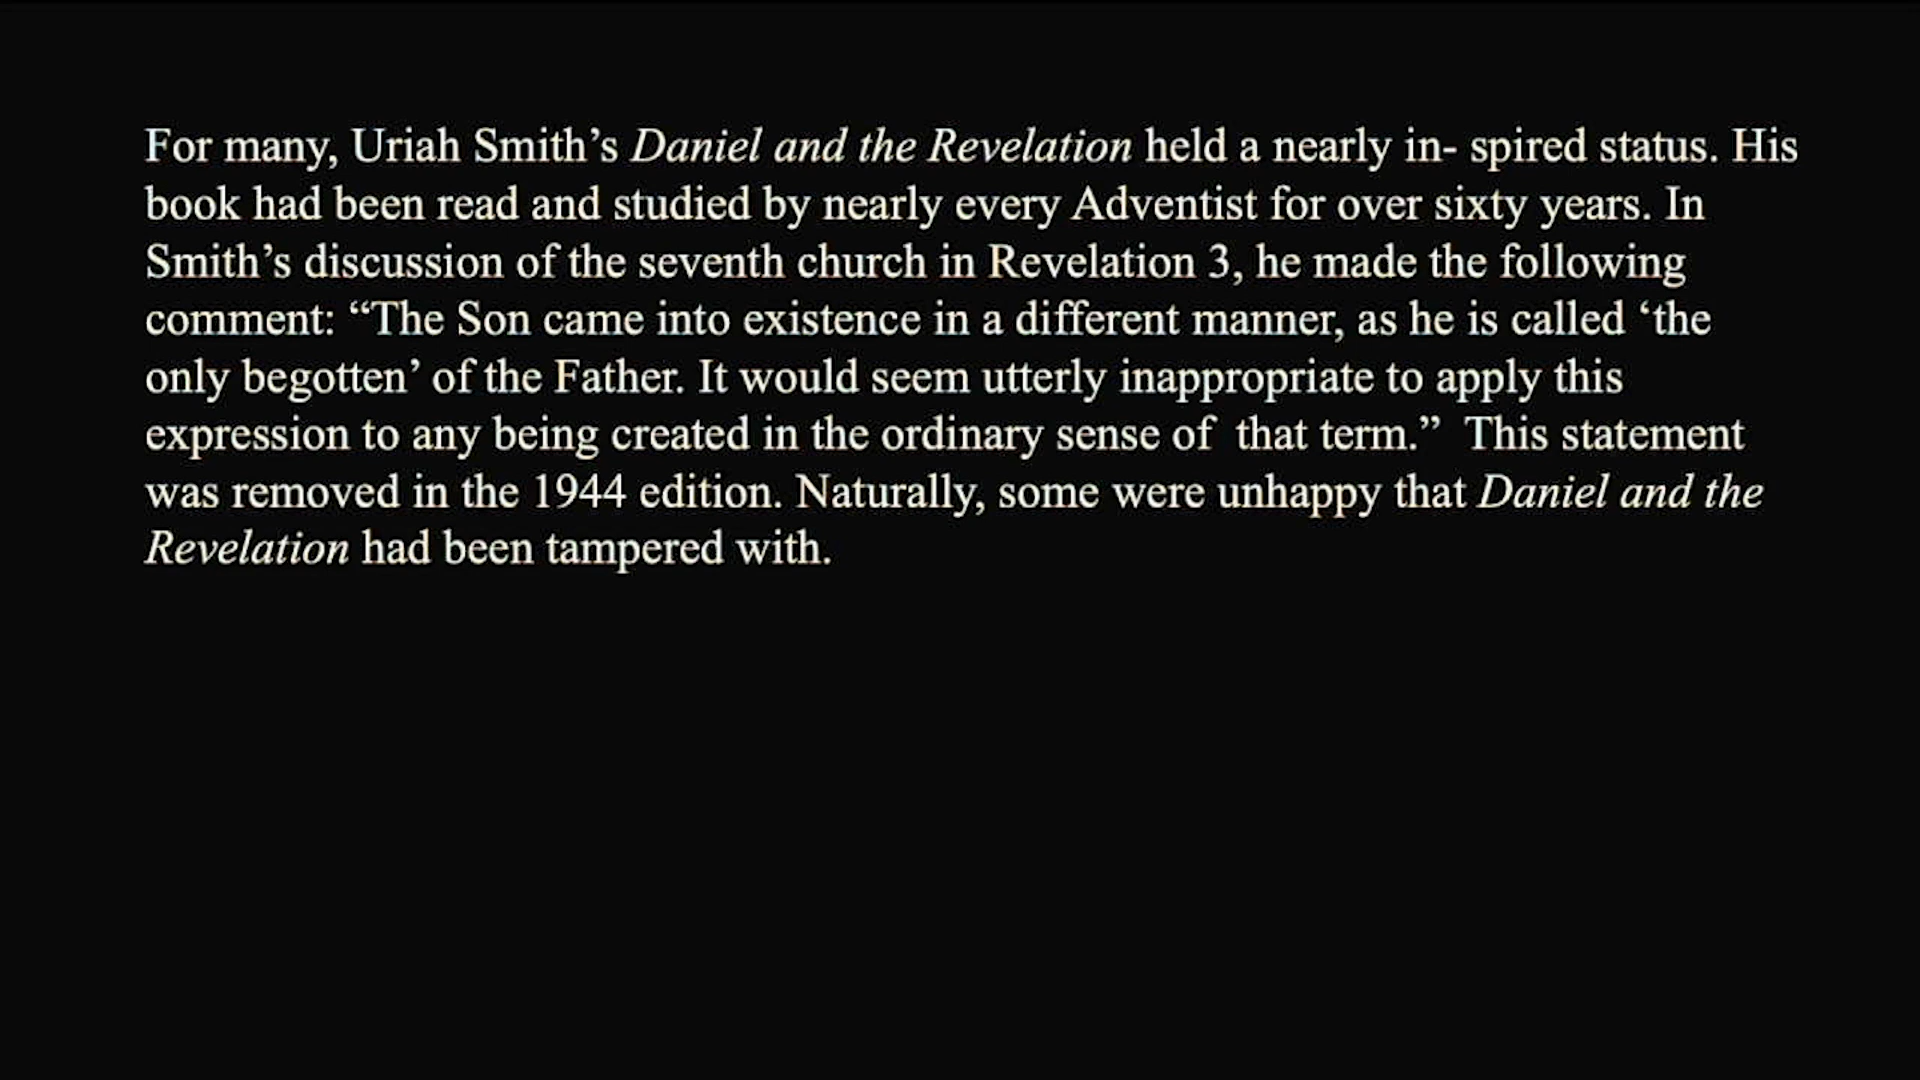 For many, Uriah Smith’s Daniel and the Revelation held a nearly in- spired status. His
book had been read and studied by nearly every Adventist for over sixty years. In
Smith’s discussion of the seventh church in Revelation 3, he made the following
comment: “The Son came into existence in a different manner, as he is called ‘the
only begotten’ of the Father. It would seem utterly inappropriate to apply this
expression to any being created in the ordinary sense of  that term.”  This statement
was removed in the 1944 edition. Naturally, some were unhappy that Daniel and the
Revelation had been tampered with.